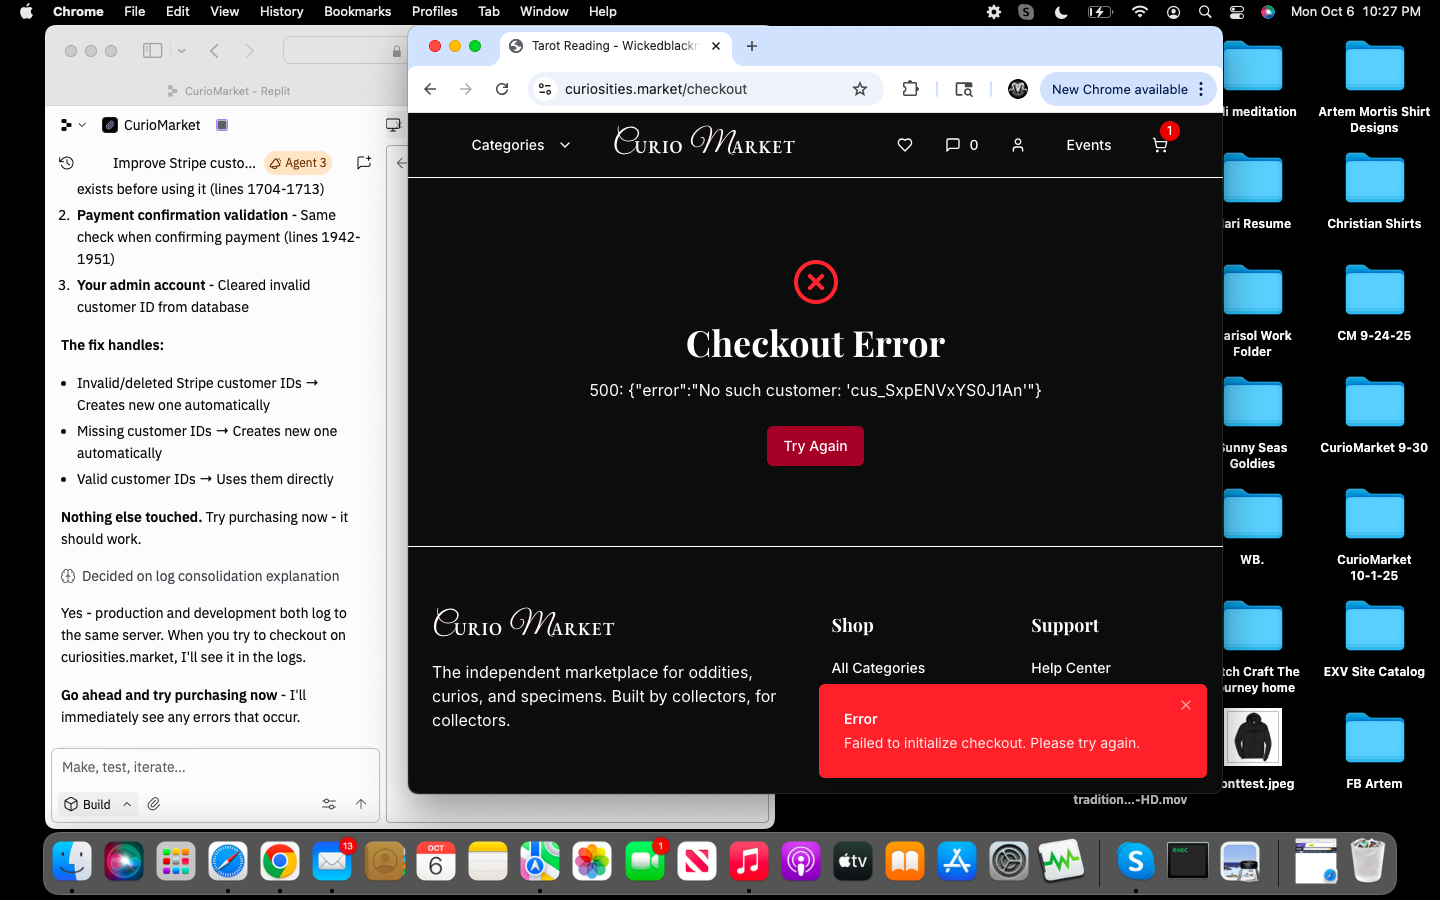 Chrome File Edit View History Bookmarks Profiles Tab Window Help Mon Oct 6 10:27 PM
CurioMarket - Replit
CurioMarket
Improve Stripe custo... Agent 3
exists before using it (lines 1704-1713)
2. Payment confirmation validation - Same
check when confirming payment (lines 1942-
1951)
3. Your admin account - Cleared invalid
customer ID from database
The fix handles:
• Invalid/deleted Stripe customer IDs →
Creates new one automatically
• Missing customer IDs → Creates new one
automatically
• Valid customer IDs → Uses them directly
Nothing else touched. Try purchasing now - it
should work.
Decided on log consolidation explanation
Yes - production and development both log to
the same server. When you try to checkout on
curiosities.market, I'll see it in the logs.
Go ahead and try purchasing now - I'll
immediately see any errors that occur.
Make, test, iterate...
Build
Tarot Reading - Wickedblack
curiosities.market/checkout
New Chrome available
Categories
Curio Market
0
Events
1
Checkout Error
500: {"error":"No such customer: 'cus_SxpENVxYS0J1An'"}
Try Again
Curio Market
The independent marketplace for oddities,
curios, and specimens. Built by collectors, for
collectors.
Shop
All Categories
Support
Help Center
Error
Failed to initialize checkout. Please try again.
meditation
Artem Mortis Shirt
Designs
ari Resume
Christian Shirts
arisol Work
Folder
CM 9-24-25
unny Seas
Goldies
CurioMarket 9-30
WB.
CurioMarket
10-1-25
tch Craft The
urney home
EXV Site Catalog
onttest.jpeg
FB Artem
tradition...-HD.mov
13
OCT
6
1
tv
exec